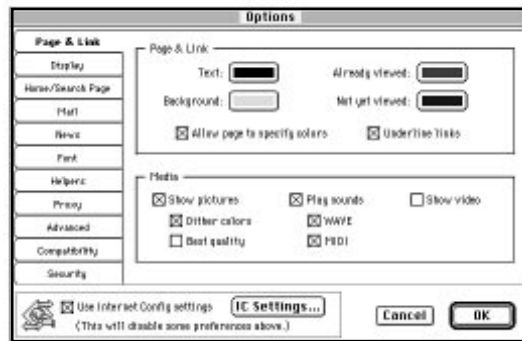 Options
Page & Link
Display
Home/Search Page
Mail
News
Font
Helpers
Proxy
Advanced
Compatibility
Security
Page & Link
Text:
Already viewed:
Background:
Not yet viewed:
Allow page to specify colors
Underline links
Media
Show pictures
Play sounds
Show video
Dither colors
WAVE
Best quality
MIDI
Use Internet Config settings
IC Settings...
(This will disable some preferences above.)
Cancel
OK